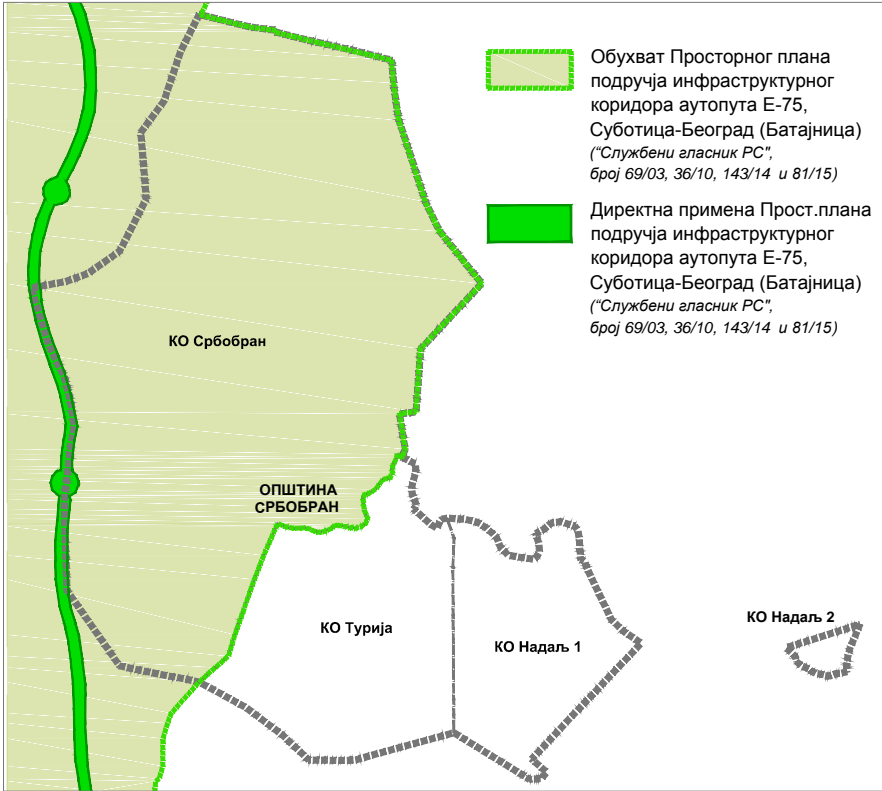 Обухват Просторног плана
подручја инфраструктурног
коридора аутопута Е-75,
Суботица-Београд (Батајница)
("Службени гласник РС",
број 69/03, 36/10, 143/14 и 81/15)
Директна примена Прост.плана
подручја инфраструктурног
коридора аутопута Е-75,
Суботица-Београд (Батајница)
("Службени гласник РС",
број 69/03, 36/10, 143/14 и 81/15)
КО Србобран
ОПШТИНА
СРБОБРАН
КО Турија
КО Надаљ 1
КО Надаљ 2